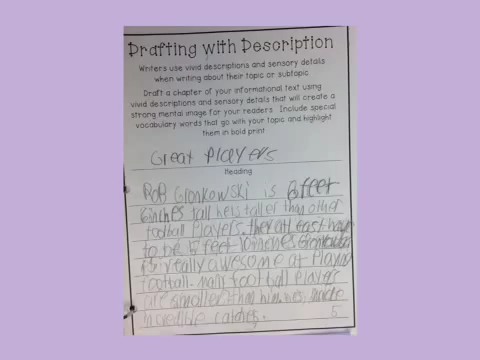 Drafting with Description
Writers use vivid descriptions and sensory details
when writing about their topic or subtopic
Draft a chapter of your informational text using
vivid descriptions and sensory details that will create a
strong mental image for your readers. Include special
vocabulary words that go with your topic and highlight
them in bold print
Great Players
Heading
Rob Gronkowski is 6 feet
6 inches tall he is taller than other
football players. they at east have
to be 5 feet 10 inches Gronkowski
is really awesome at Playing
football. many football players
are smaller than him. made
incredible catches.
5